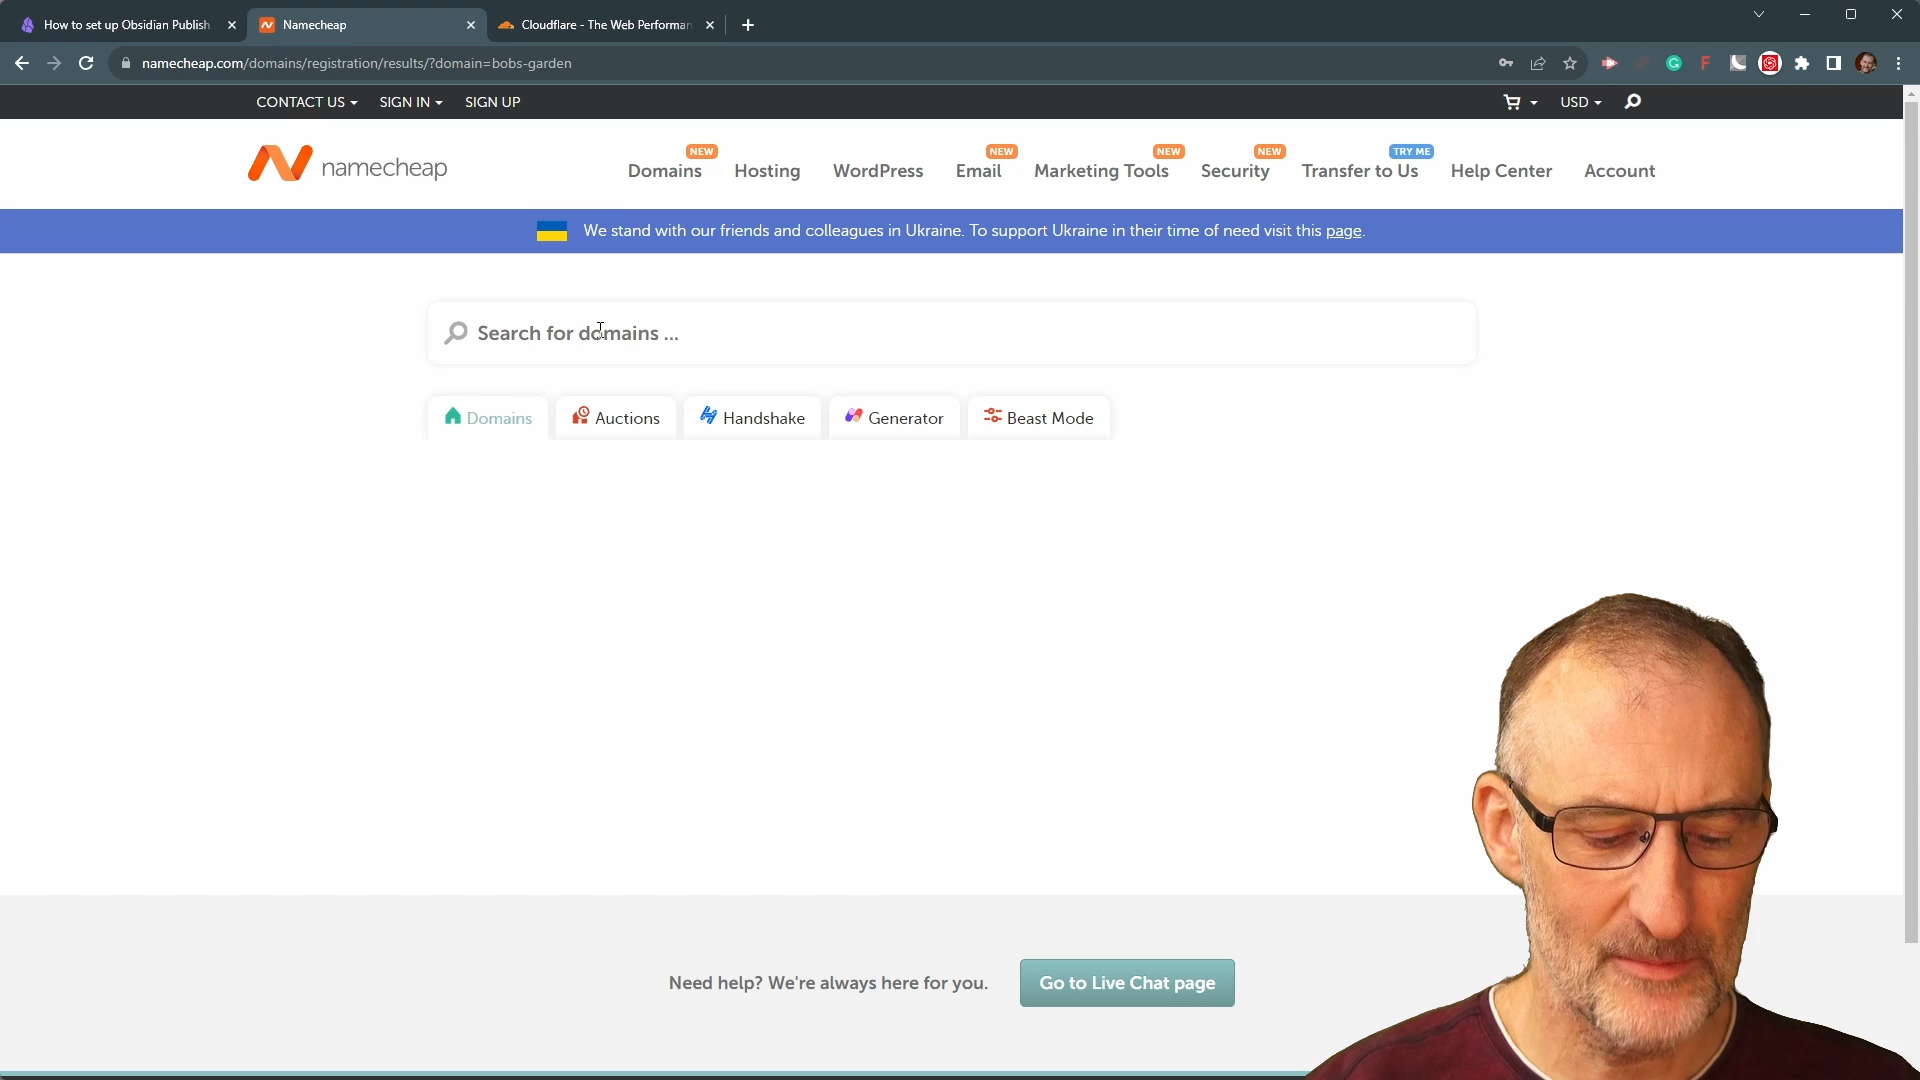 How to set up Obsidian Publish
Namecheap
Cloudflare - The Web Performan
namecheap.com/domains/registration/results/?domain=bobs-garden
CONTACT US
SIGN IN
SIGN UP
USD
namecheap
NEW
NEW
NEW
NEW
TRY ME
Domains
Hosting
WordPress
Email
Marketing Tools
Security
Transfer to Us
Help Center
Account
We stand with our friends and colleagues in Ukraine. To support Ukraine in their time of need visit this page.
Search for domains ...
Domains
Auctions
Handshake
Generator
Beast Mode
Need help? We're always here for you.
Go to Live Chat page